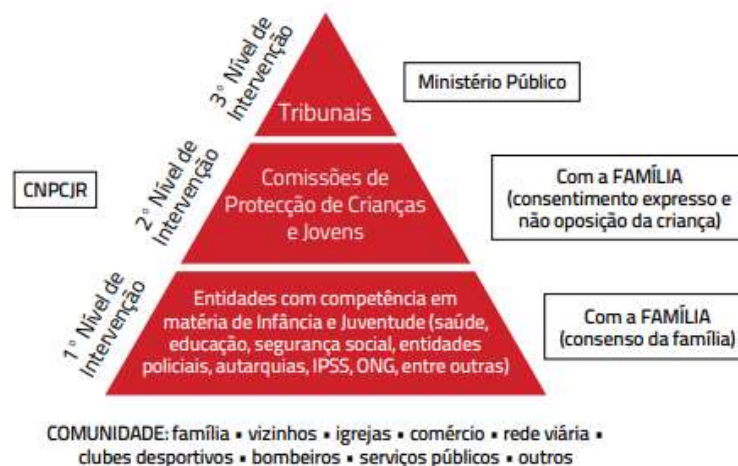 3° Nível de
Intervenção
Tribunais
Ministério Público
CNPCJR
2° Nível de
Intervenção
Comissões de
Protecção de Crianças
e Jovens
Com a FAMÍLIA
(consentimento expresso e
não oposição da criança)
1° Nível de
Intervenção
Entidades com competência em
matéria de Infância e Juventude (saúde,
educação, segurança social, entidades
policiais, autarquias, IPSS, ONG, entre outras)
Com a FAMÍLIA
(consenso da família)
COMUNIDADE: família ▪ vizinhos ▪ igrejas ▪ comércio ▪ rede viária ▪
clubes desportivos ▪ bombeiros ▪ serviços públicos ▪ outros